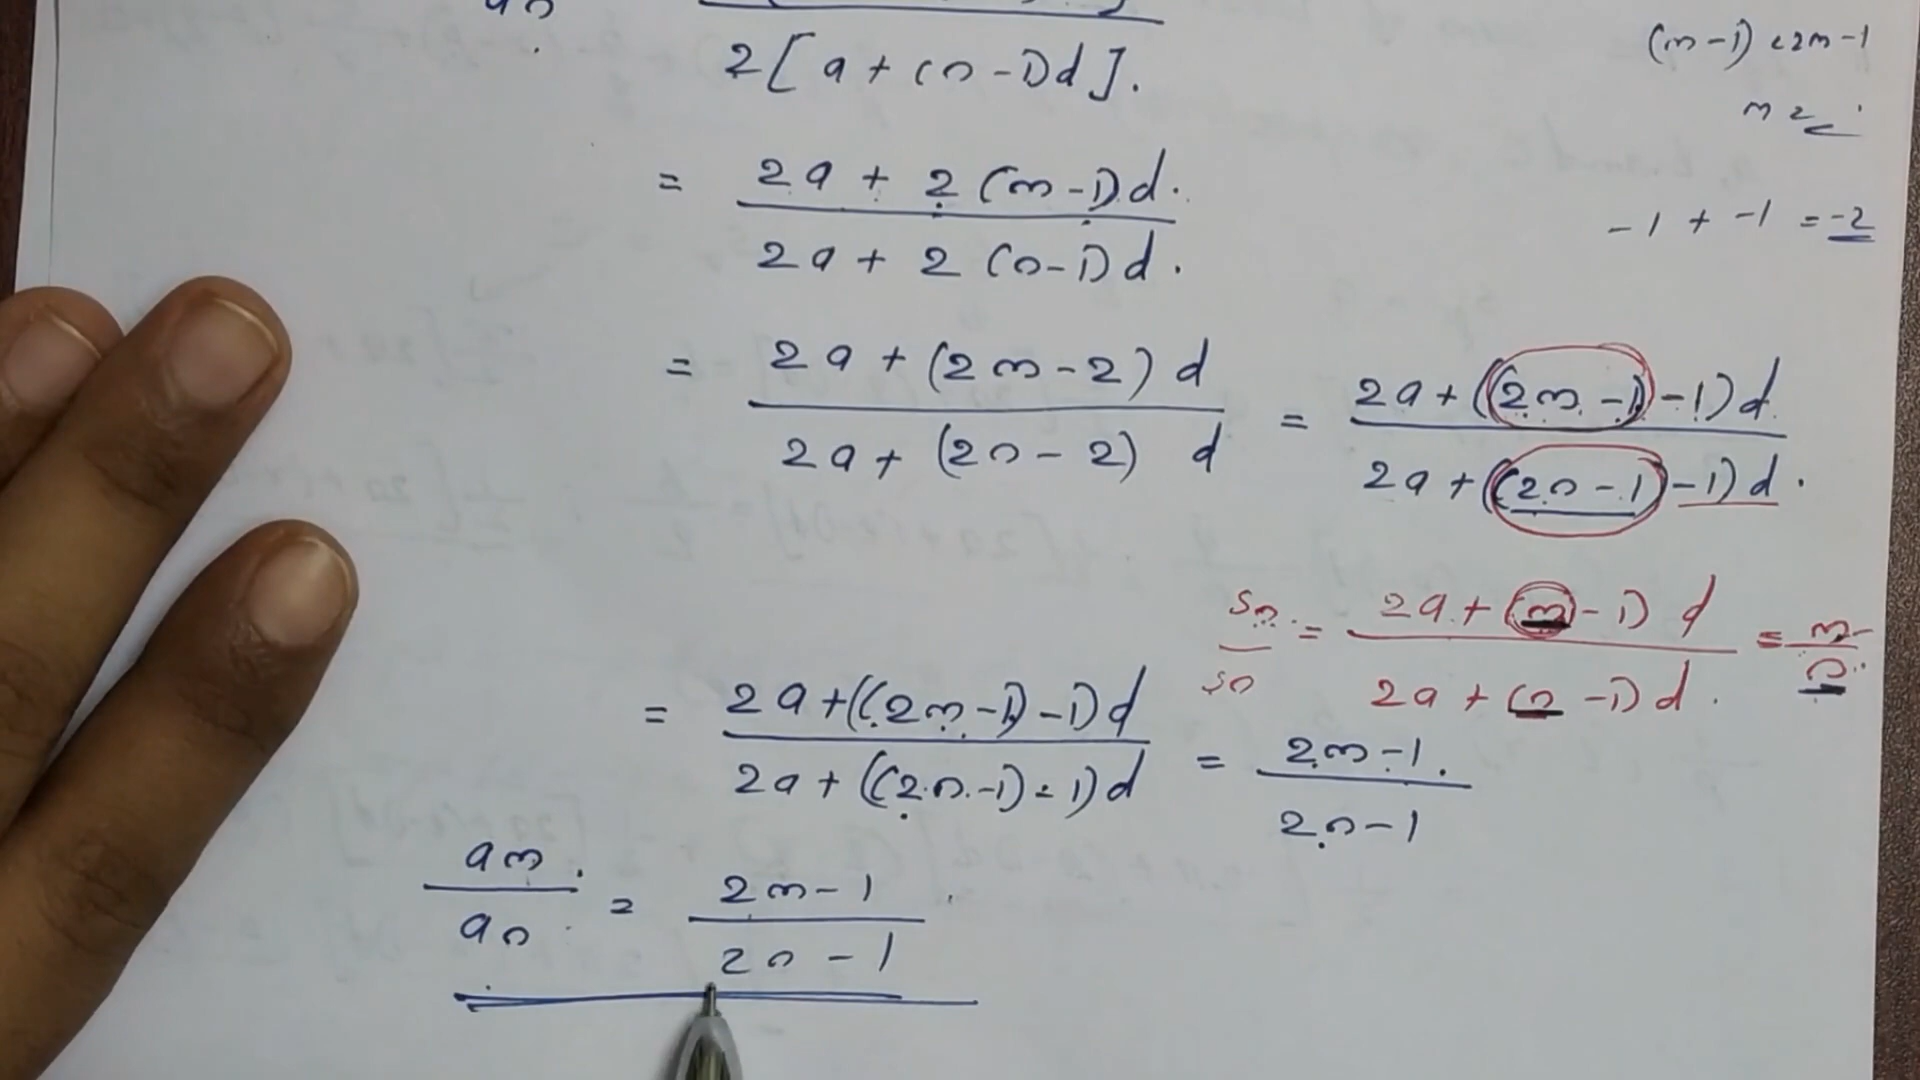 an
2[a+(n-1)d].
(m-1) <2m-1
m 2
= 2a + 2(m-1)d. / 2a + 2(n-1)d.
-1 + -1 = -2
= 2a + (2m-2) d / 2a + (2n-2) d = 2a + ((2m-1)-1)d. / 2a + ((2n-1)-1)d.
Sm / Sn = 2a + (m-1) d / 2a + (n-1) d. = m / n
= 2a + ((2m-1)-1)d / 2a + ((2n-1)-1)d = 2m-1. / 2n-1
am / an = 2m-1 / 2n-1